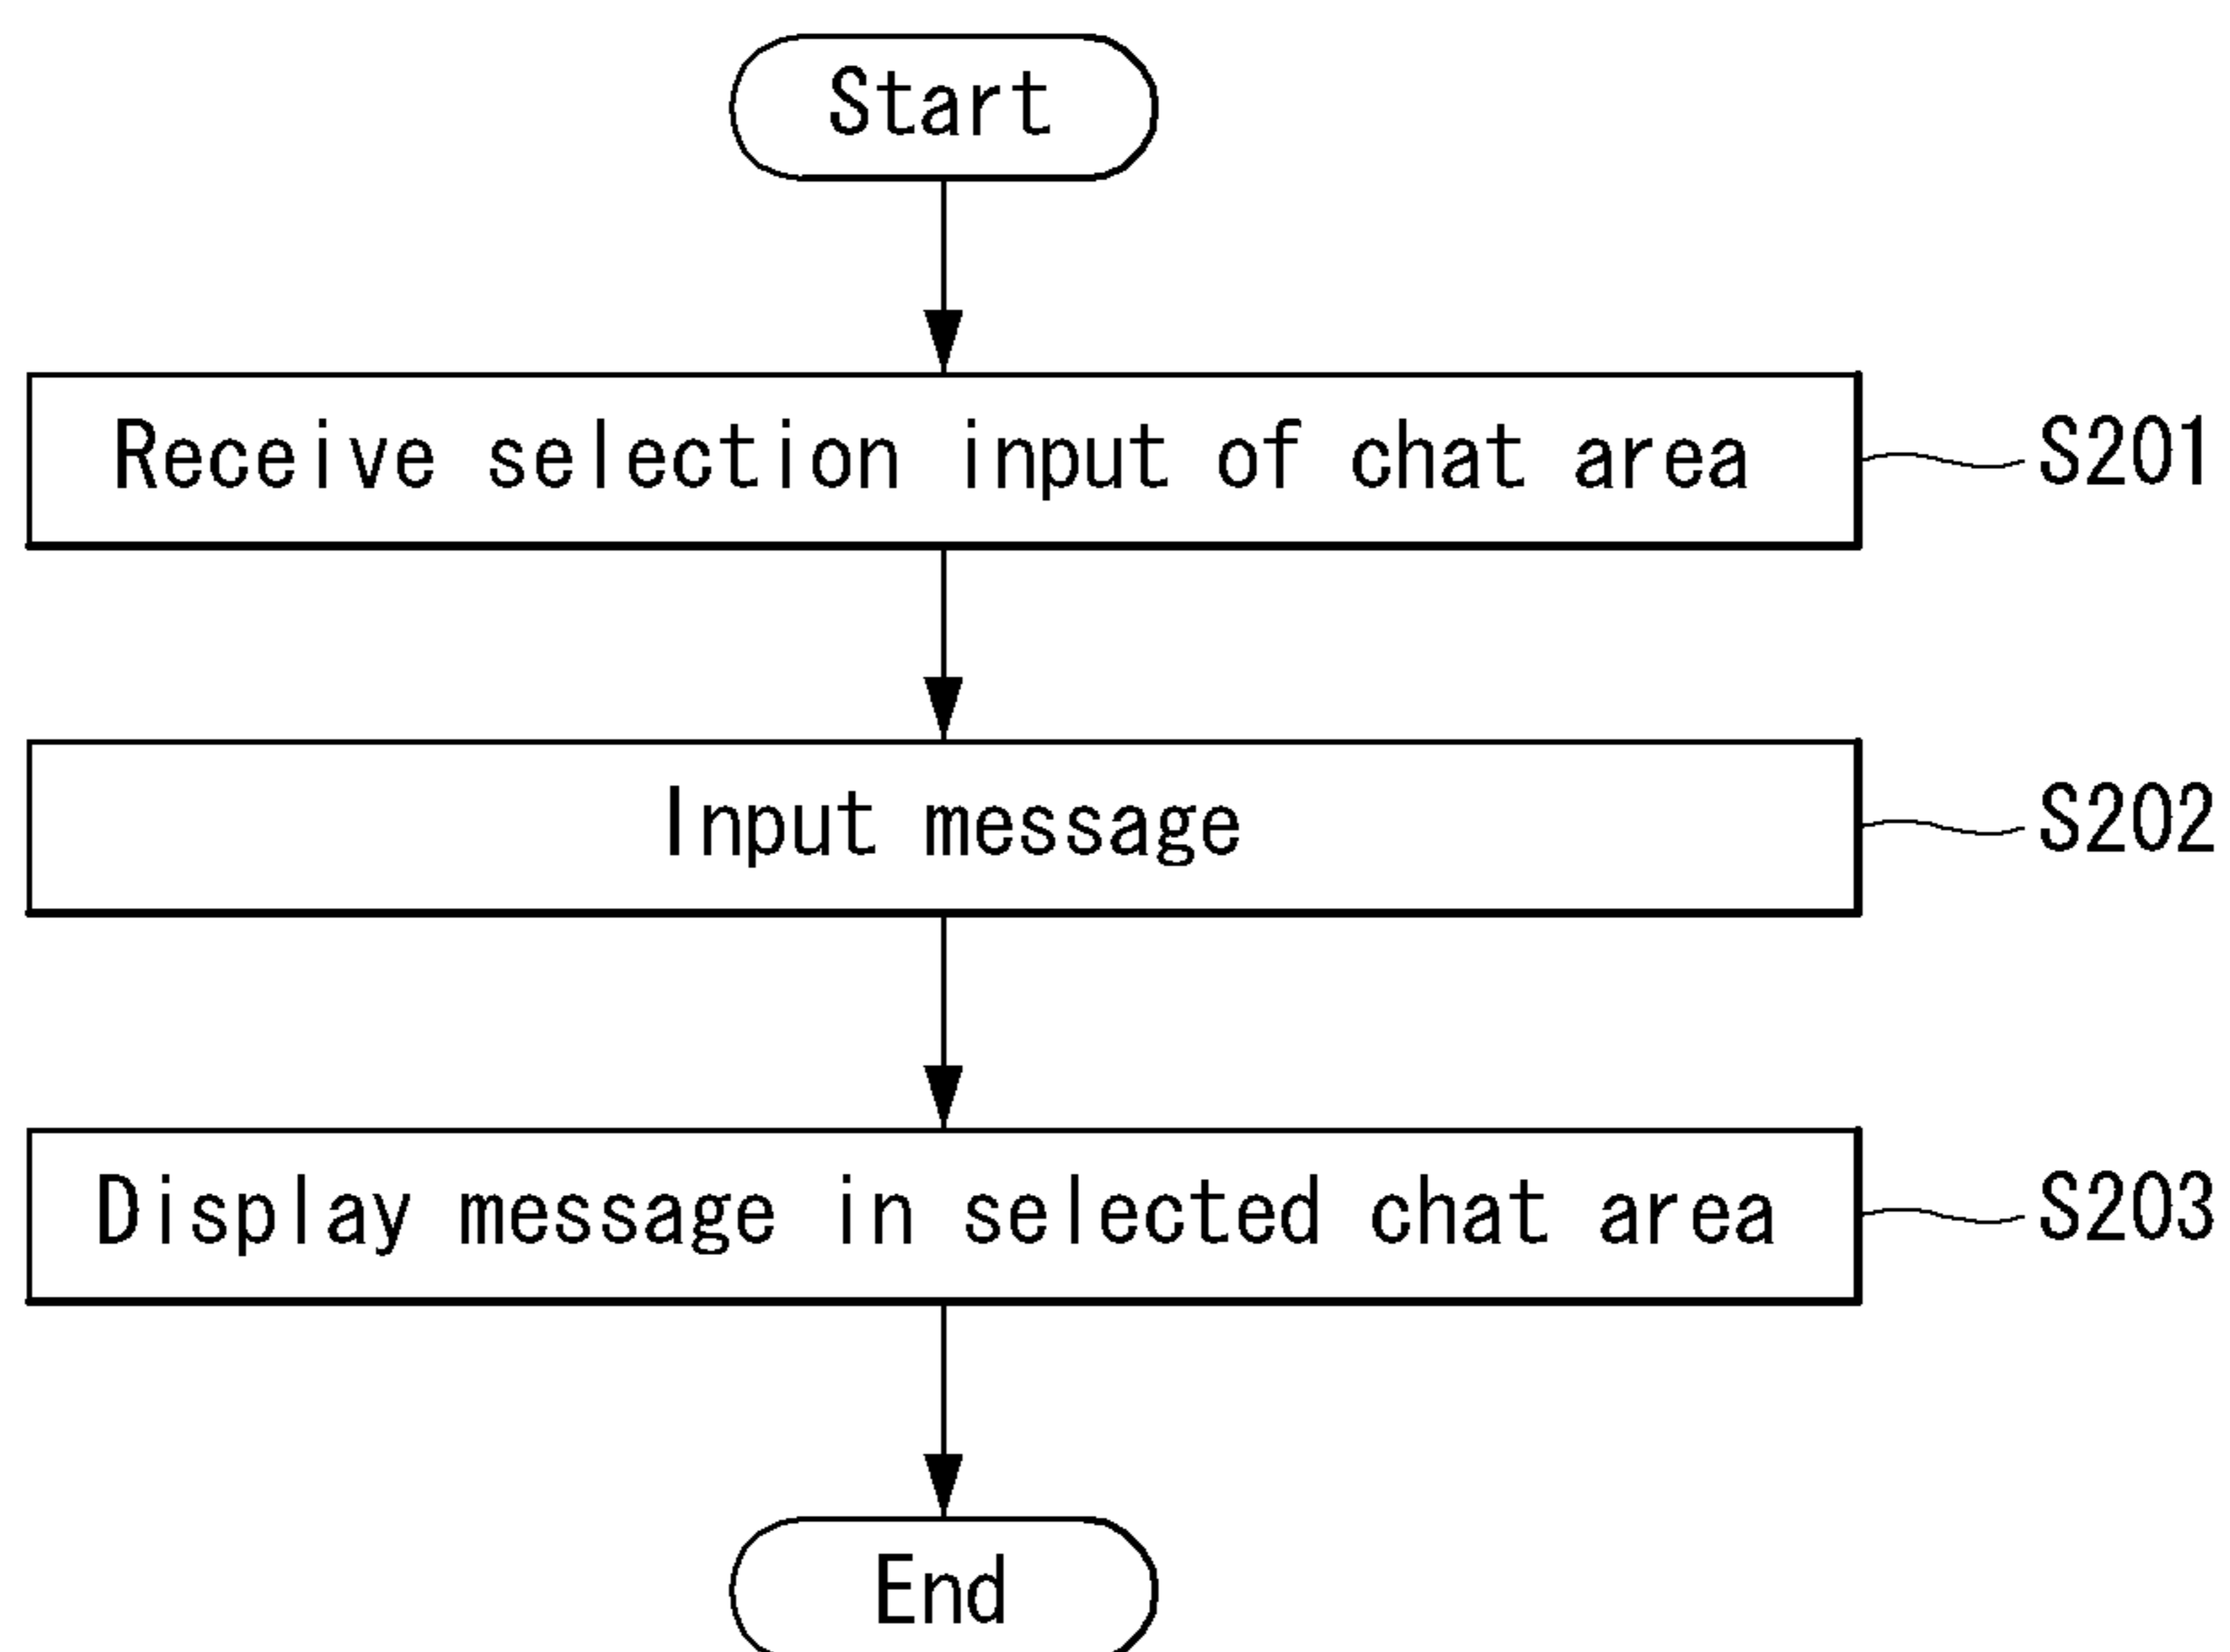 Start
Receive selection input of chat area
S201
Input message
S202
Display message in selected chat area
S203
End